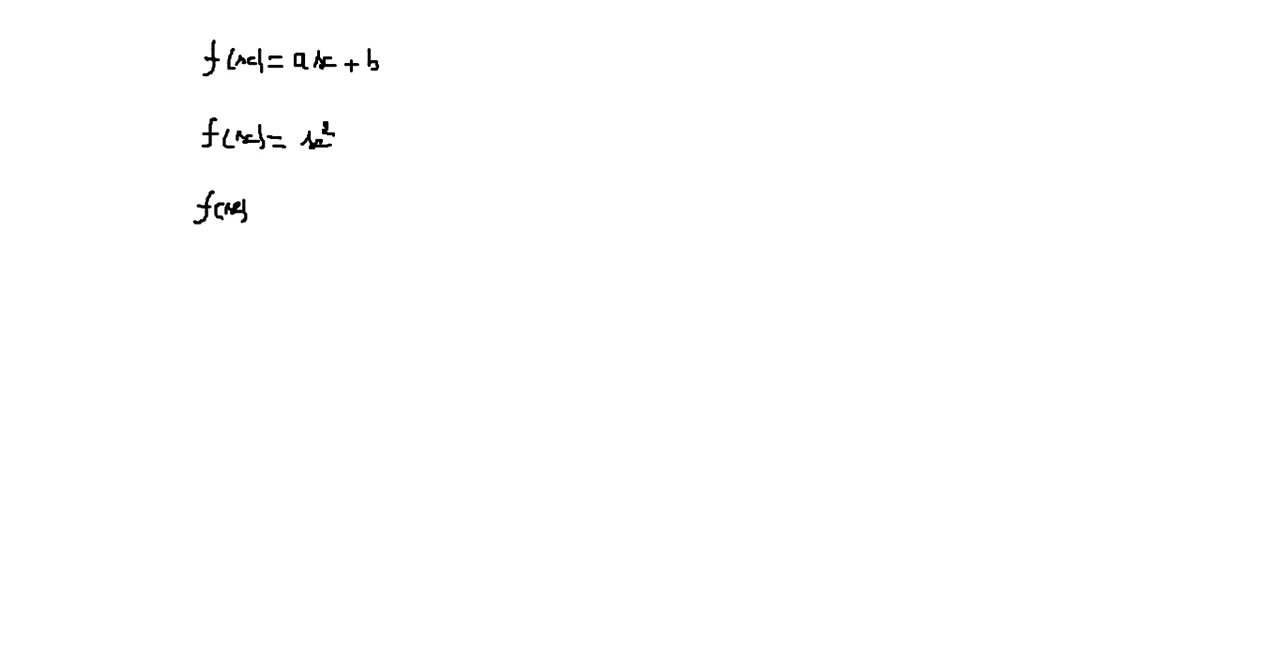 f(x) = ax + b
f(x) = x²
f(x)